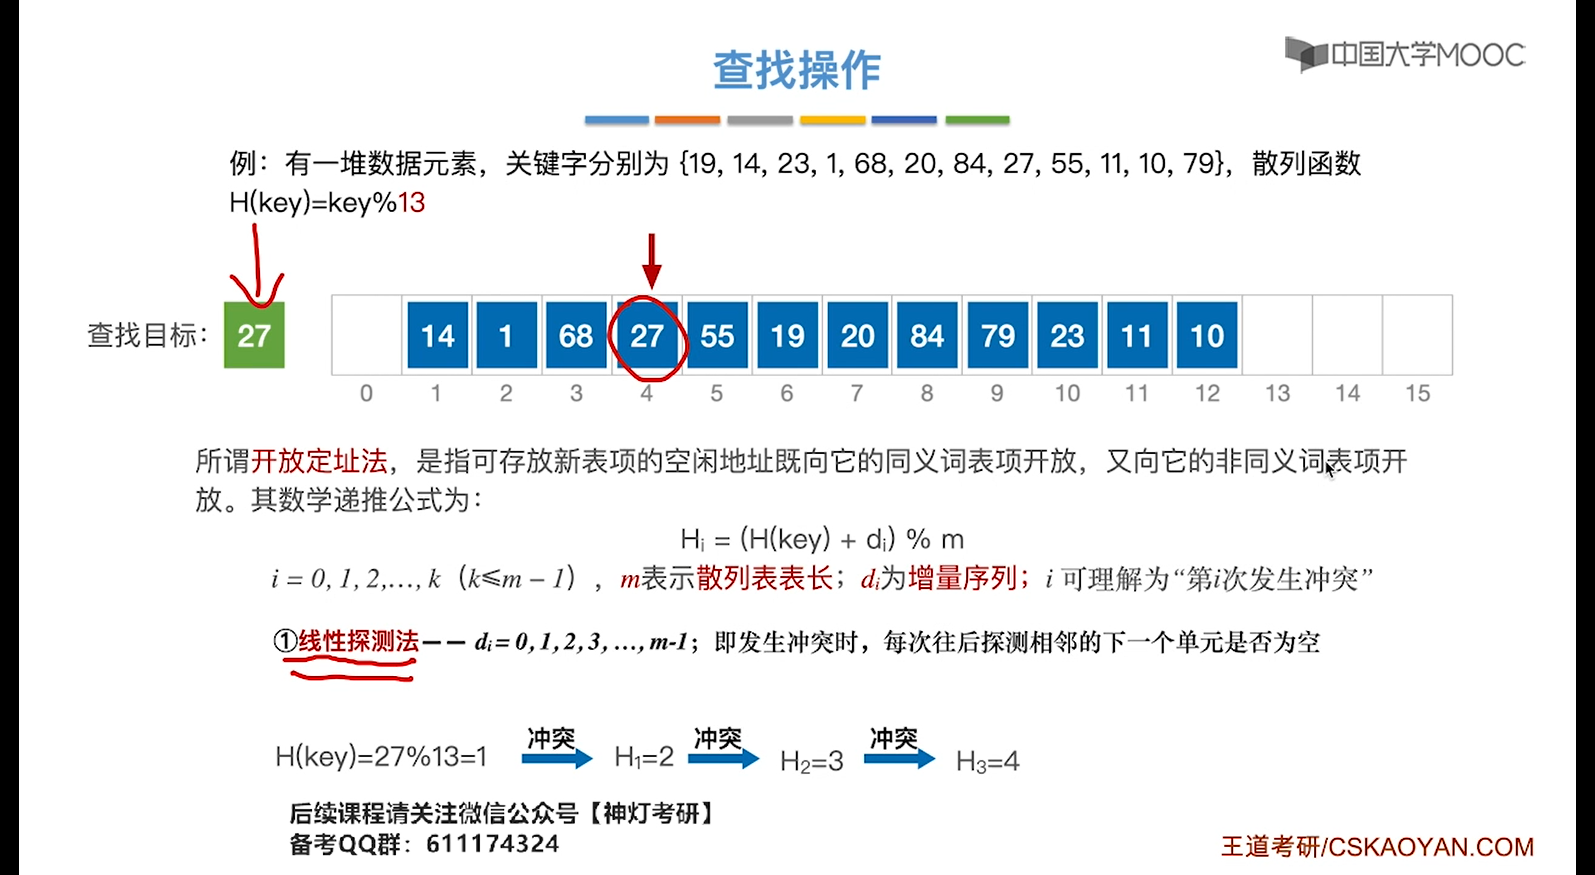 查找操作
中国大学MOOC
例：有一堆数据元素，关键字分别为 {19, 14, 23, 1, 68, 20, 84, 27, 55, 11, 10, 79}，散列函数
H(key)=key%13
查找目标： 27
14 1 68 27 55 19 20 84 79 23 11 10
0 1 2 3 4 5 6 7 8 9 10 11 12 13 14 15
所谓开放定址法，是指可存放新表项的空闲地址既向它的同义词表项开放，又向它的非同义词表项开
放。其数学递推公式为：
Hᵢ = (H(key) + dᵢ) % m
i = 0, 1, 2,…, k（k≤m – 1），m表示散列表表长；dᵢ为增量序列；i 可理解为“第i次发生冲突”
①线性探测法—— dᵢ = 0, 1, 2, 3, …, m-1；即发生冲突时，每次往后探测相邻的下一个单元是否为空
冲突 冲突 冲突
H(key)=27%13=1 H₁=2 H₂=3 H₃=4
后续课程请关注微信公众号【神灯考研】
备考QQ群：611174324
王道考研/CSKAOYAN.COM